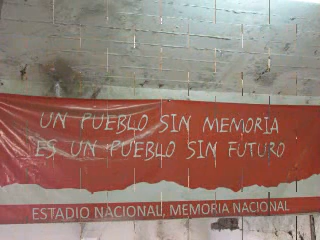 UN PUEBLO SIN MEMORIA
ES UN PUEBLO SIN FUTURO
ESTADIO NACIONAL, MEMORIA NACIONAL